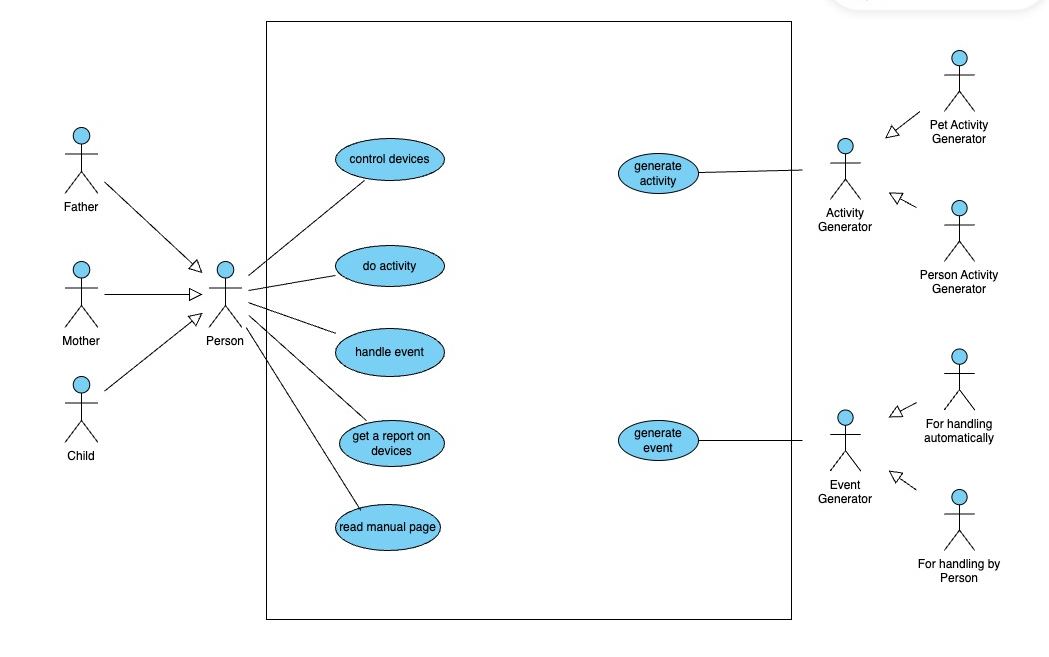 Father
Mother
Child
Person
control devices
do activity
handle event
get a report on
devices
read manual page
generate
activity
generate
event
Activity
Generator
Pet Activity
Generator
Person Activity
Generator
Event
Generator
For handling
automatically
For handling by
Person